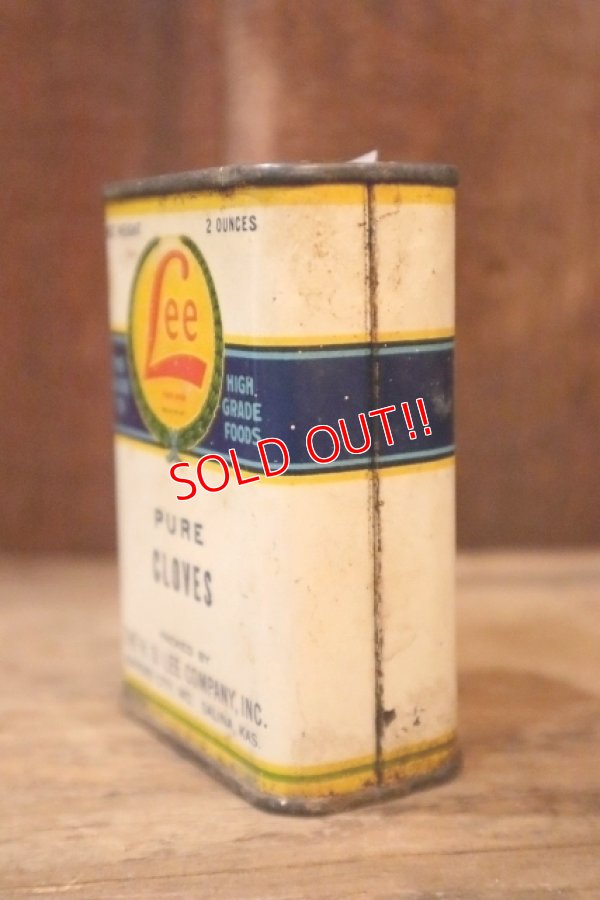 2 OUNCES
Lee
HIGH
GRADE
FOODS
SOLD OUT!!
PURE
CLOVES
PACKED BY
LEE COMPANY, INC.
SALINA, KAS.